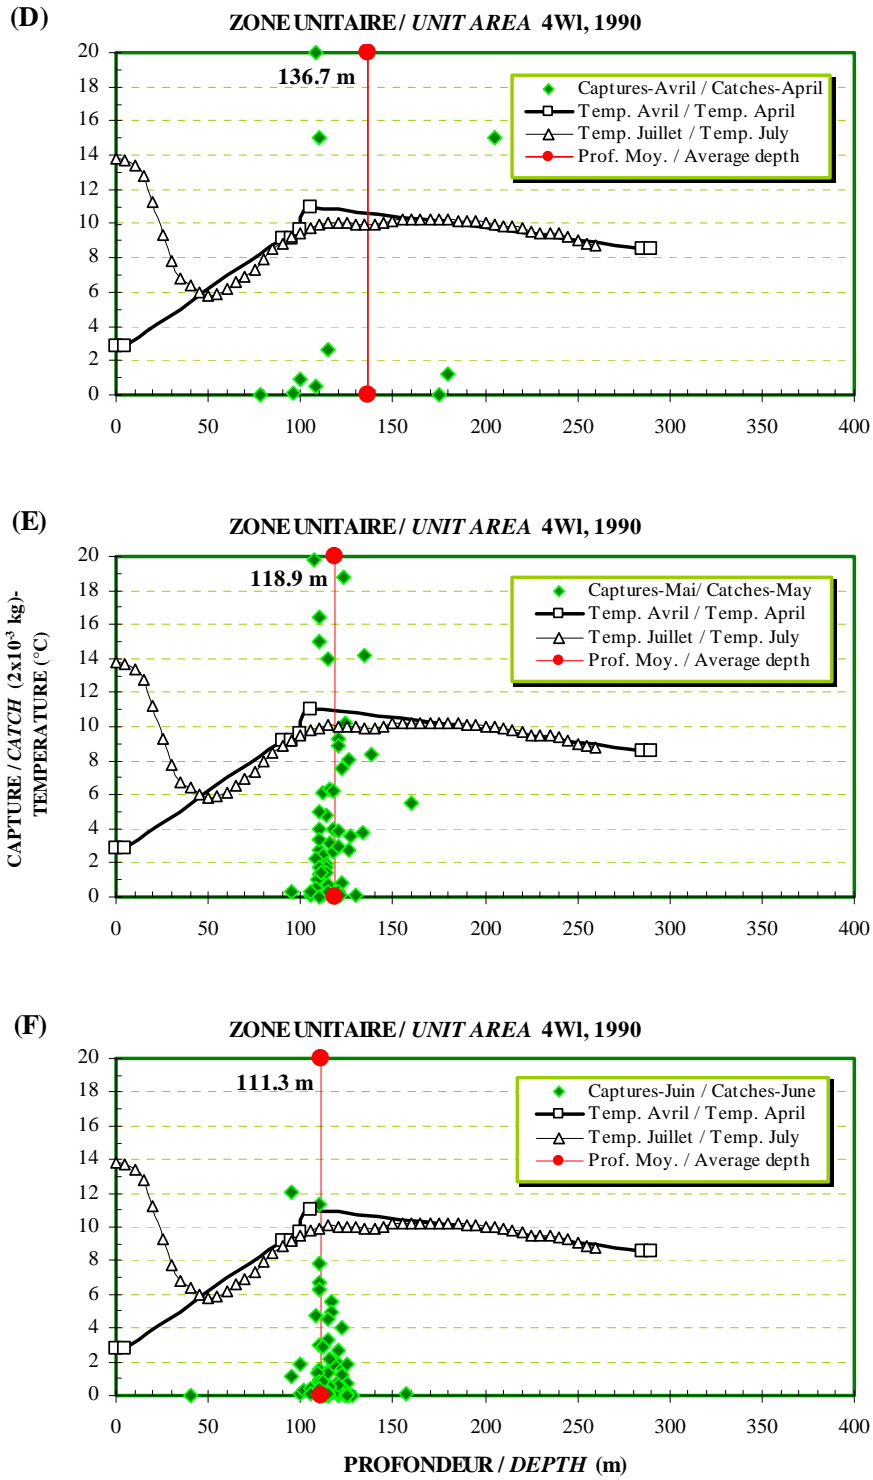 (D)
ZONE UNITAIRE / UNIT AREA 4Wl, 1990
136.7 m
Captures-Avril / Catches-April
Temp. Avril / Temp. April
Temp. Juillet / Temp. July
Prof. Moy. / Average depth
20
18
16
14
12
10
8
6
4
2
0
0 50 100 150 200 250 300 350 400
(E)
ZONE UNITAIRE / UNIT AREA 4Wl, 1990
118.9 m
Captures-Mai/ Catches-May
Temp. Avril / Temp. April
Temp. Juillet / Temp. July
Prof. Moy. / Average depth
CAPTURE / CATCH (2x10⁻³ kg)-
TEMPERATURE (°C)
20
18
16
14
12
10
8
6
4
2
0
0 50 100 150 200 250 300 350 400
(F)
ZONE UNITAIRE / UNIT AREA 4Wl, 1990
111.3 m
Captures-Juin / Catches-June
Temp. Avril / Temp. April
Temp. Juillet / Temp. July
Prof. Moy. / Average depth
20
18
16
14
12
10
8
6
4
2
0
0 50 100 150 200 250 300 350 400
PROFONDEUR / DEPTH (m)